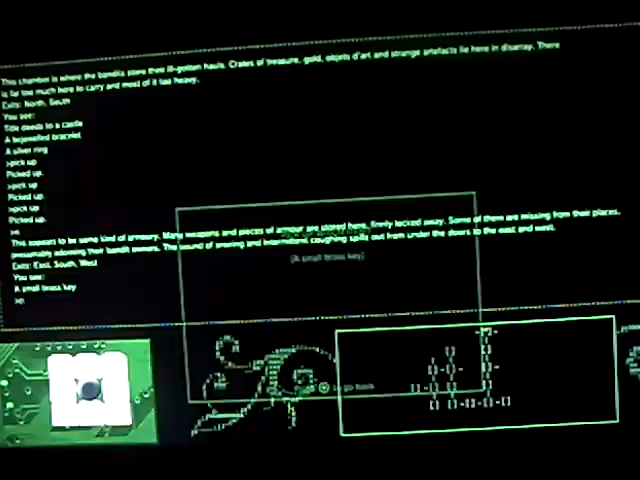 This chamber is where the bandits store their ill-gotten hauls. Crates of treasure, gold, objets d'art and strange artefacts lie here in disarray. There
is far too much here to carry and most of it too heavy.
Exits: North, South
You see:
Title deeds to a castle
A bejewelled bracelet
A silver ring
>pick up
Picked up.
>pick up
Picked up.
>pick up
Picked up.
>n
This appears to be some kind of armoury. Many weapons and pieces of armour are stored here, firmly locked away. Some of them are missing from their places,
presumably adorning their bandit owners. The sound of snoring and intermittent coughing spills out from under the doors to the east and west.
Exits: East, South, West
You see:
A small brass key
[A small brass key]
to go back